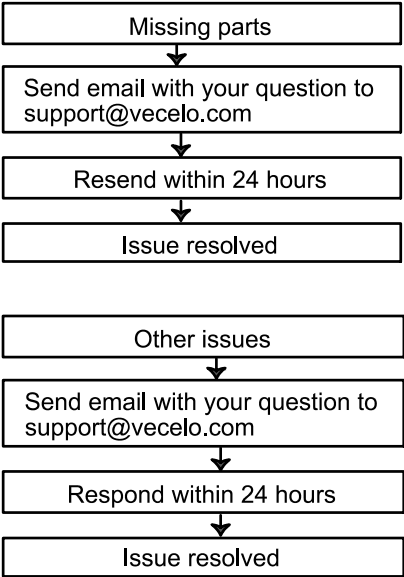 Missing parts
Send email with your question to
support@vecelo.com
Resend within 24 hours
Issue resolved
Other issues
Send email with your question to
support@vecelo.com
Respond within 24 hours
Issue resolved